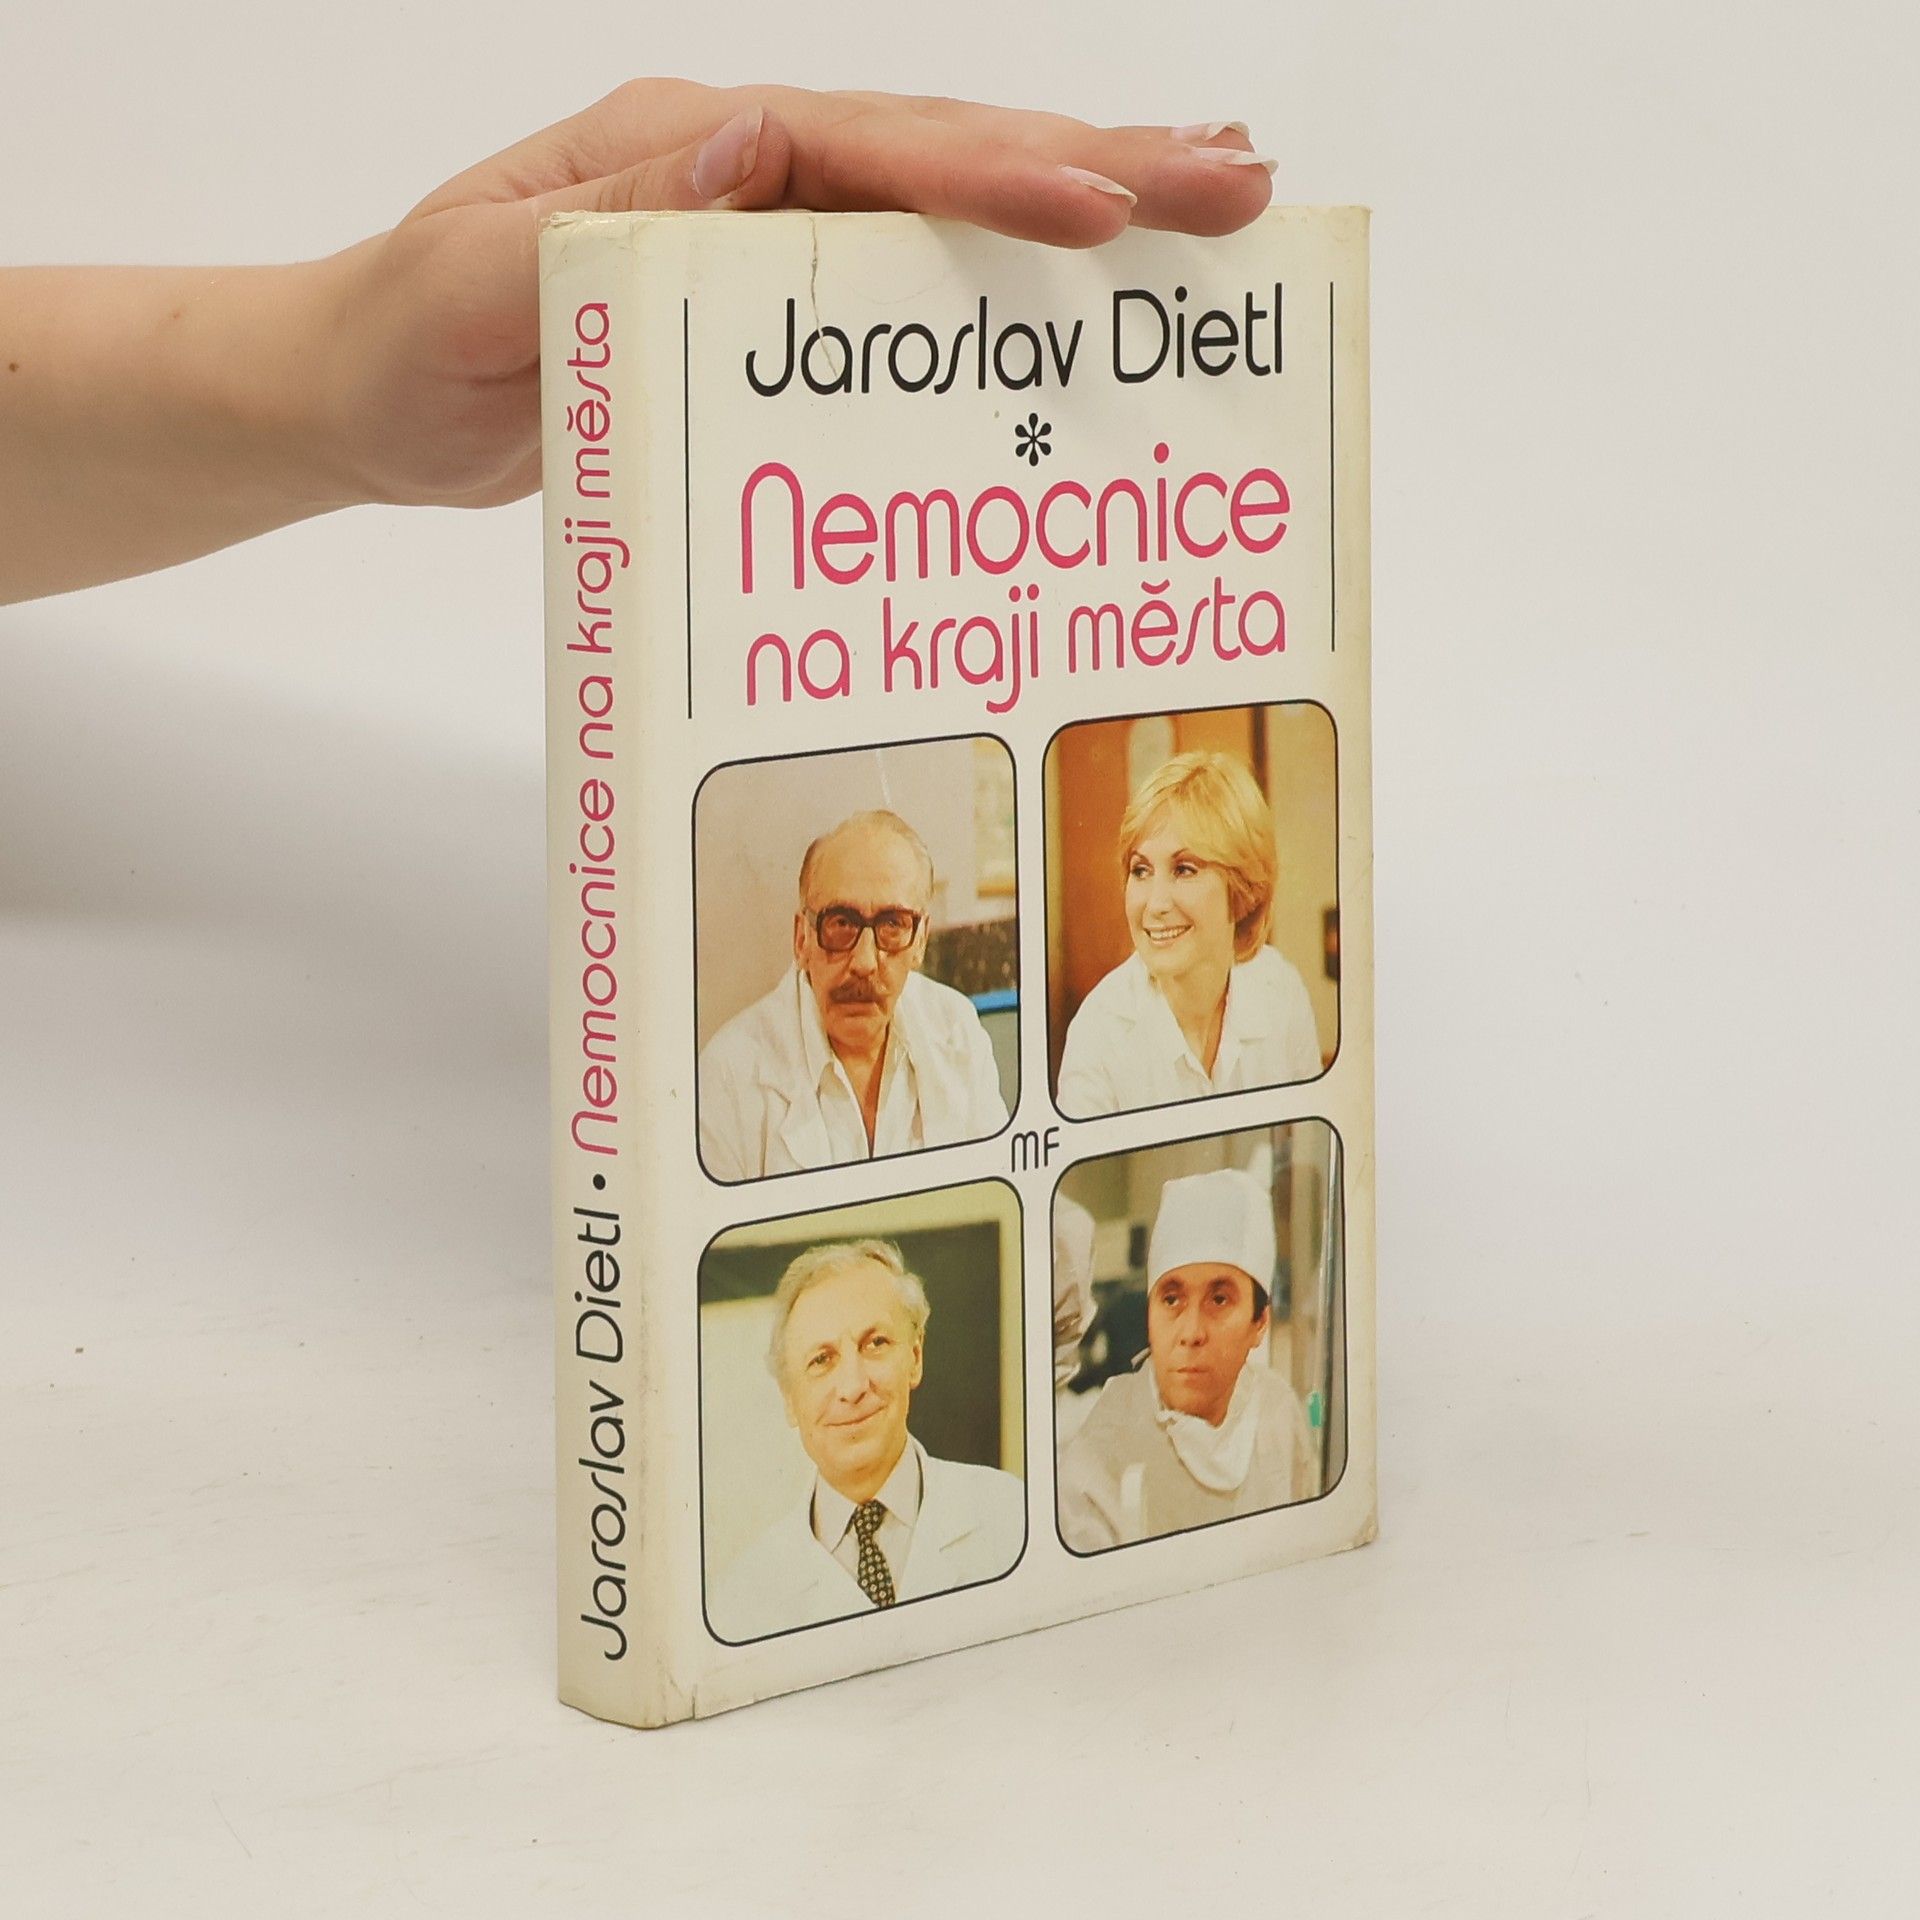 Jaroslav Dietl • Nemocnice na kraji města
Jaroslav Dietl
*
Nemocnice
na kraji města
MF